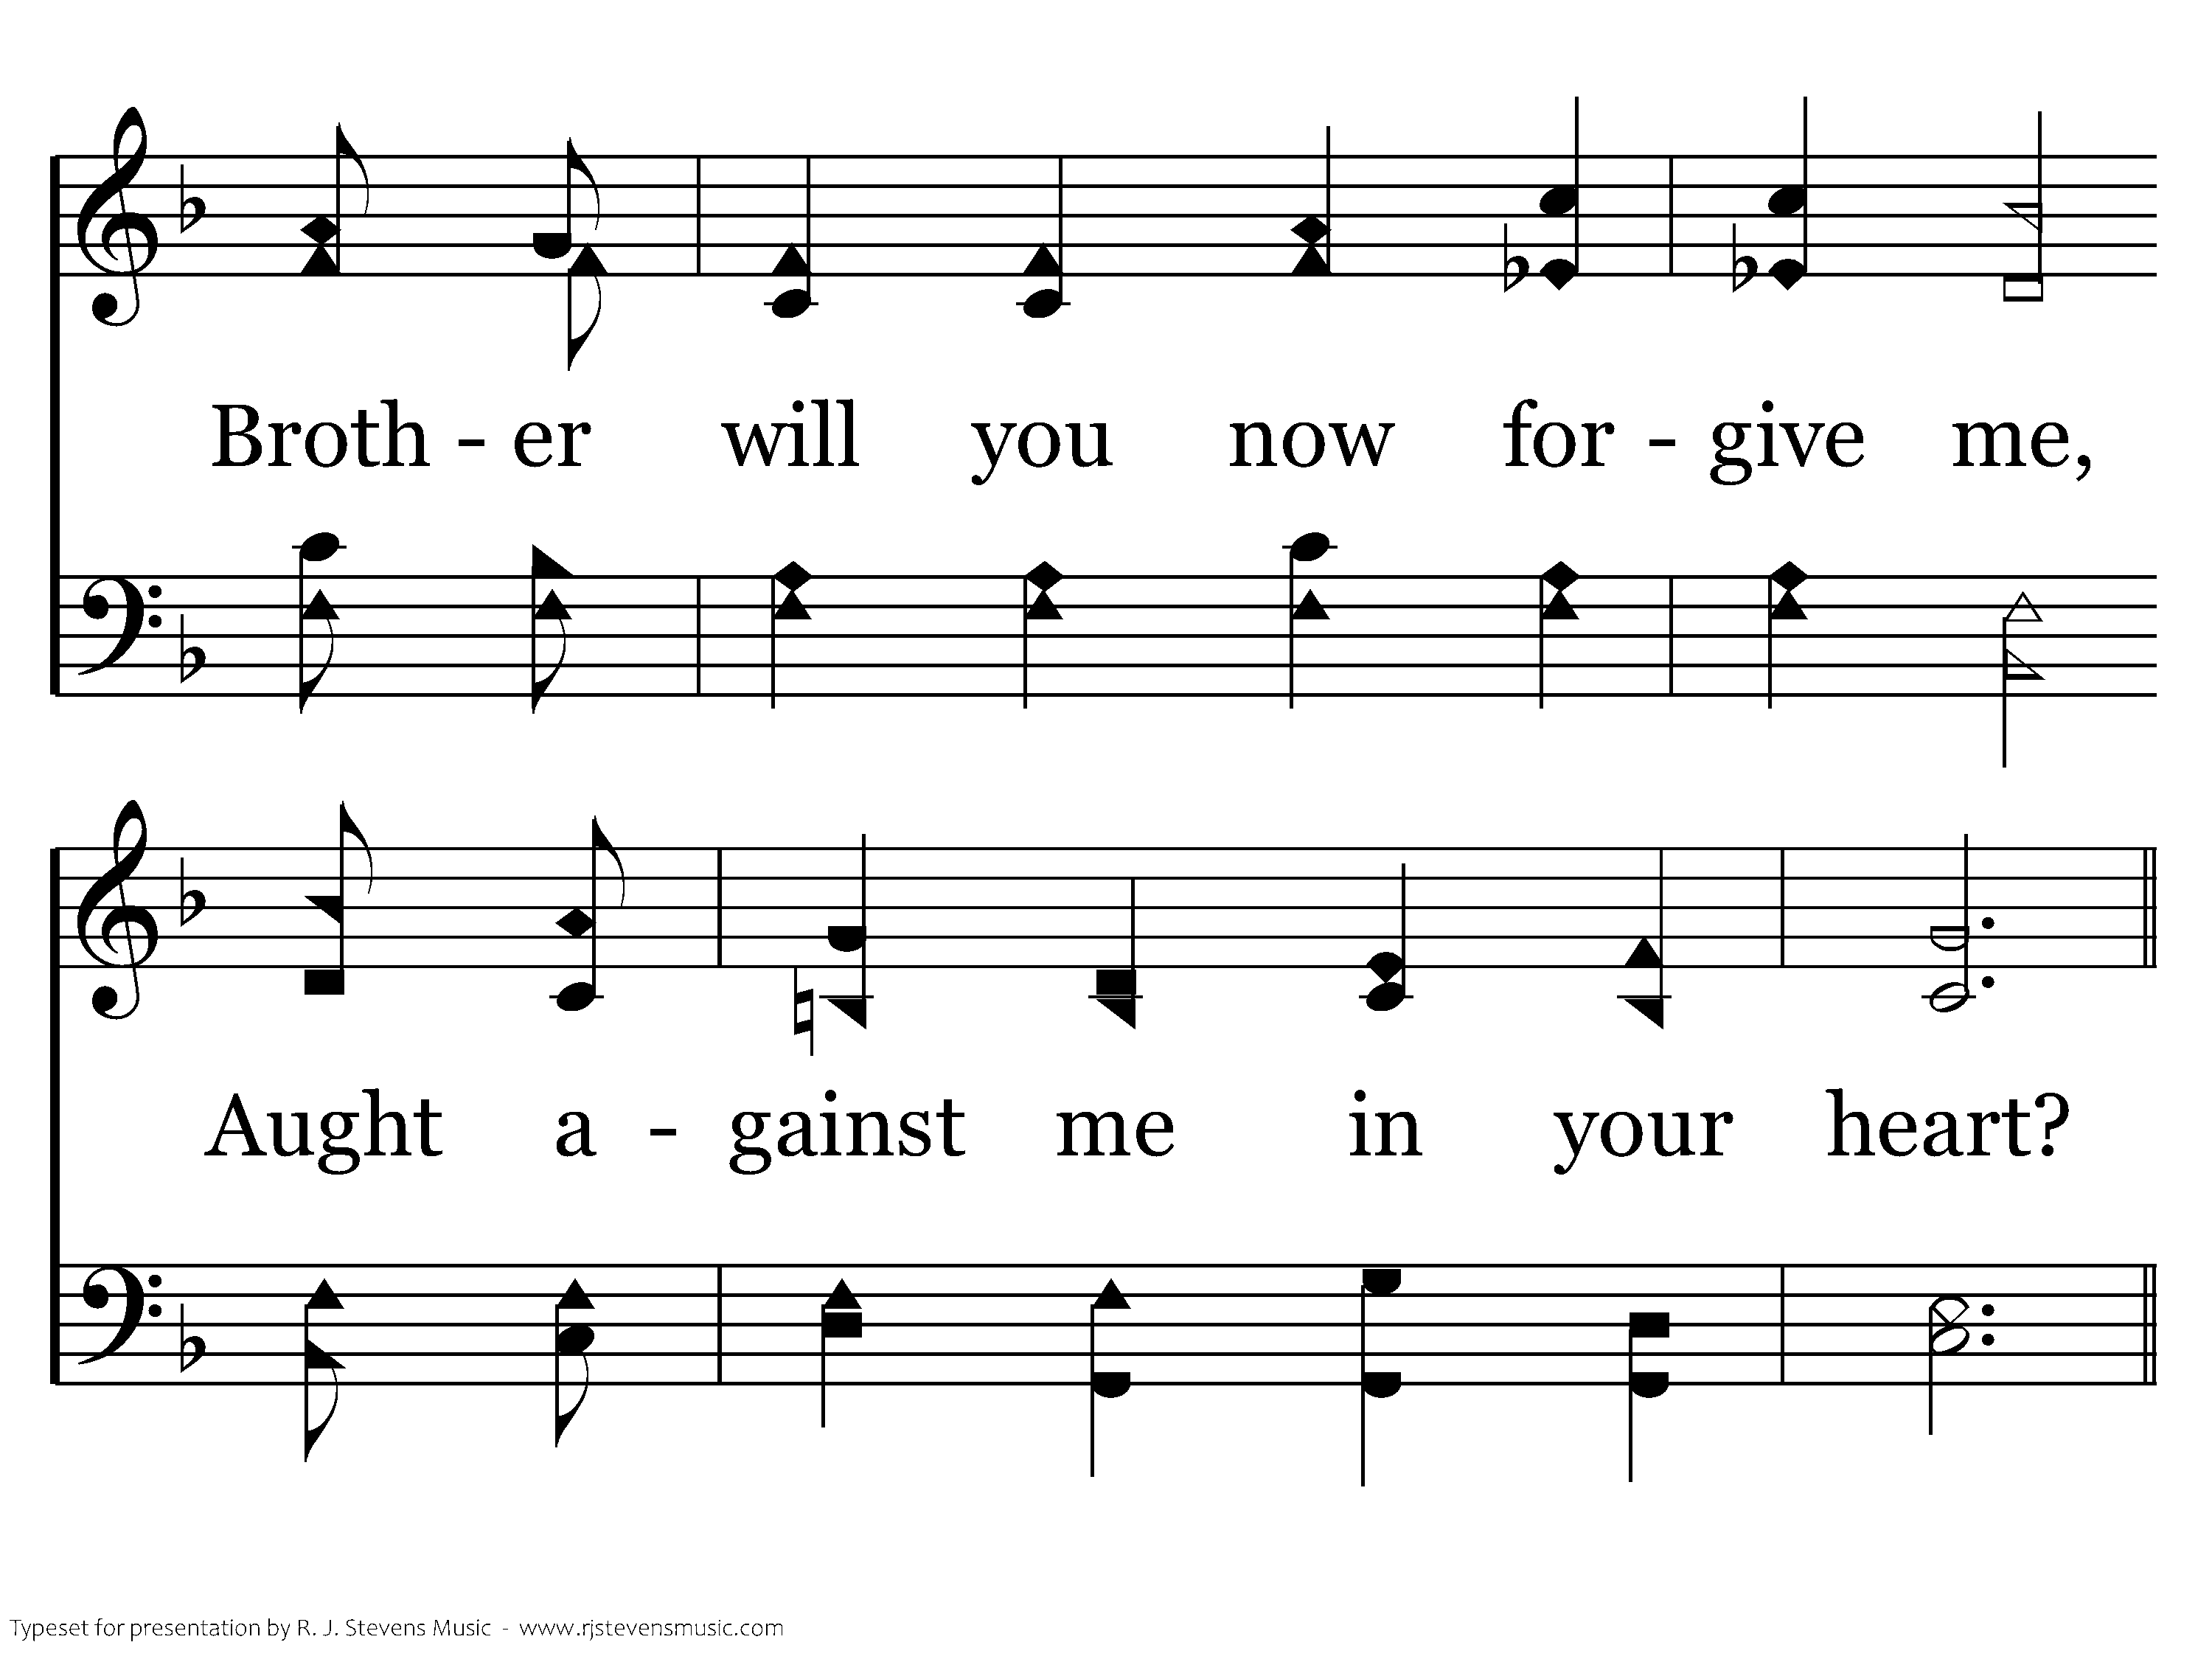 Broth - er will you now for - give me,
Aught a - gainst me in your heart?
Typeset for presentation by R. J. Stevens Music - www.rjstevensmusic.com